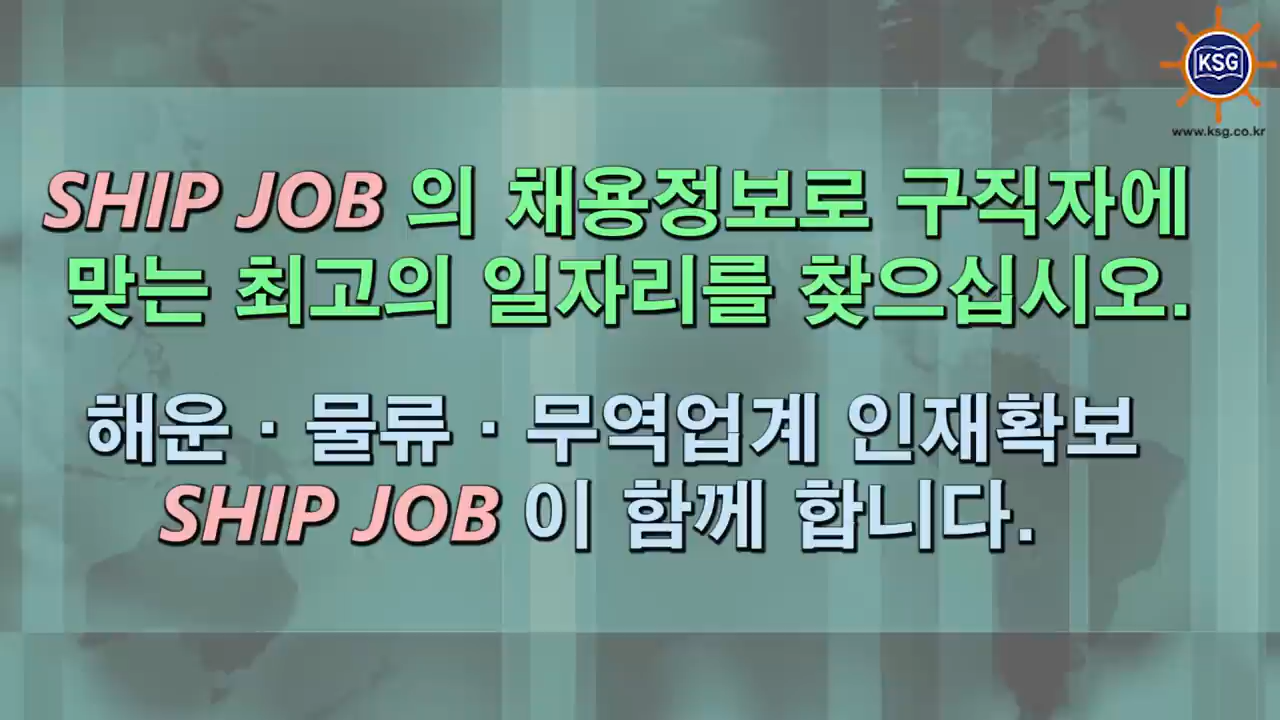 KSG
www.ksg.co.kr
SHIP JOB 의 채용정보로 구직자에
맞는 최고의 일자리를 찾으십시오.
해운 · 물류 · 무역업계 인재확보
SHIP JOB 이 함께 합니다.